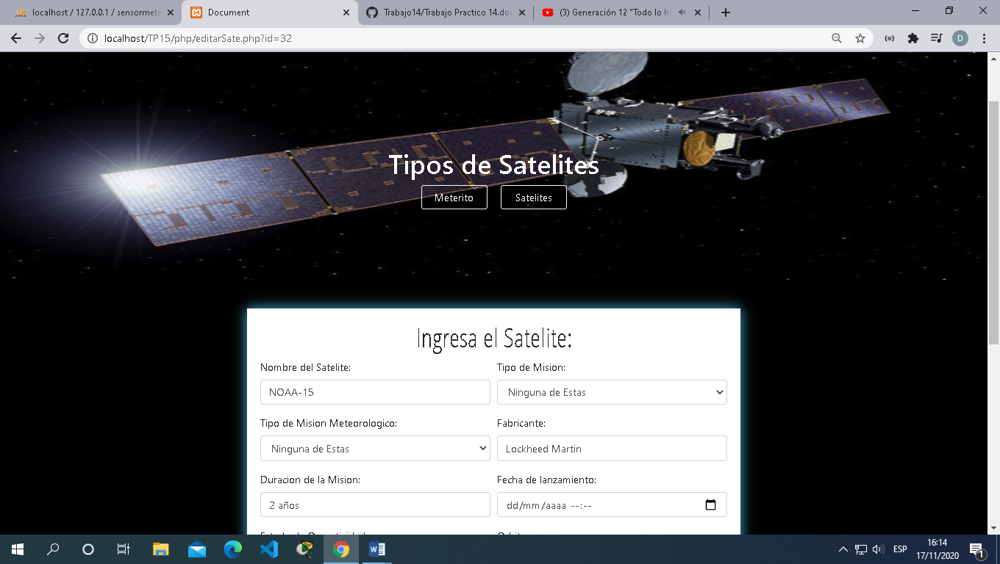 localhost / 127.0.0.1 / sensormete
Document
Trabajo14/Trabajo Practico 14.doc
(3) Generación 12 "Todo lo ha
localhost/TP15/php/editarSate.php?id=32
D
Tipos de Satelites
Meterito
Satelites
Ingresa el Satelite:
Nombre del Satelite:
Tipo de Mision:
NOAA-15
Ninguna de Estas
Tipo de Mision Meteorologico:
Fabricante:
Ninguna de Estas
Lockheed Martin
Duracion de la Mision:
Fecha de lanzamiento:
2 años
dd/mm/aaaa --:--
ESP
16:14
17/11/2020
1